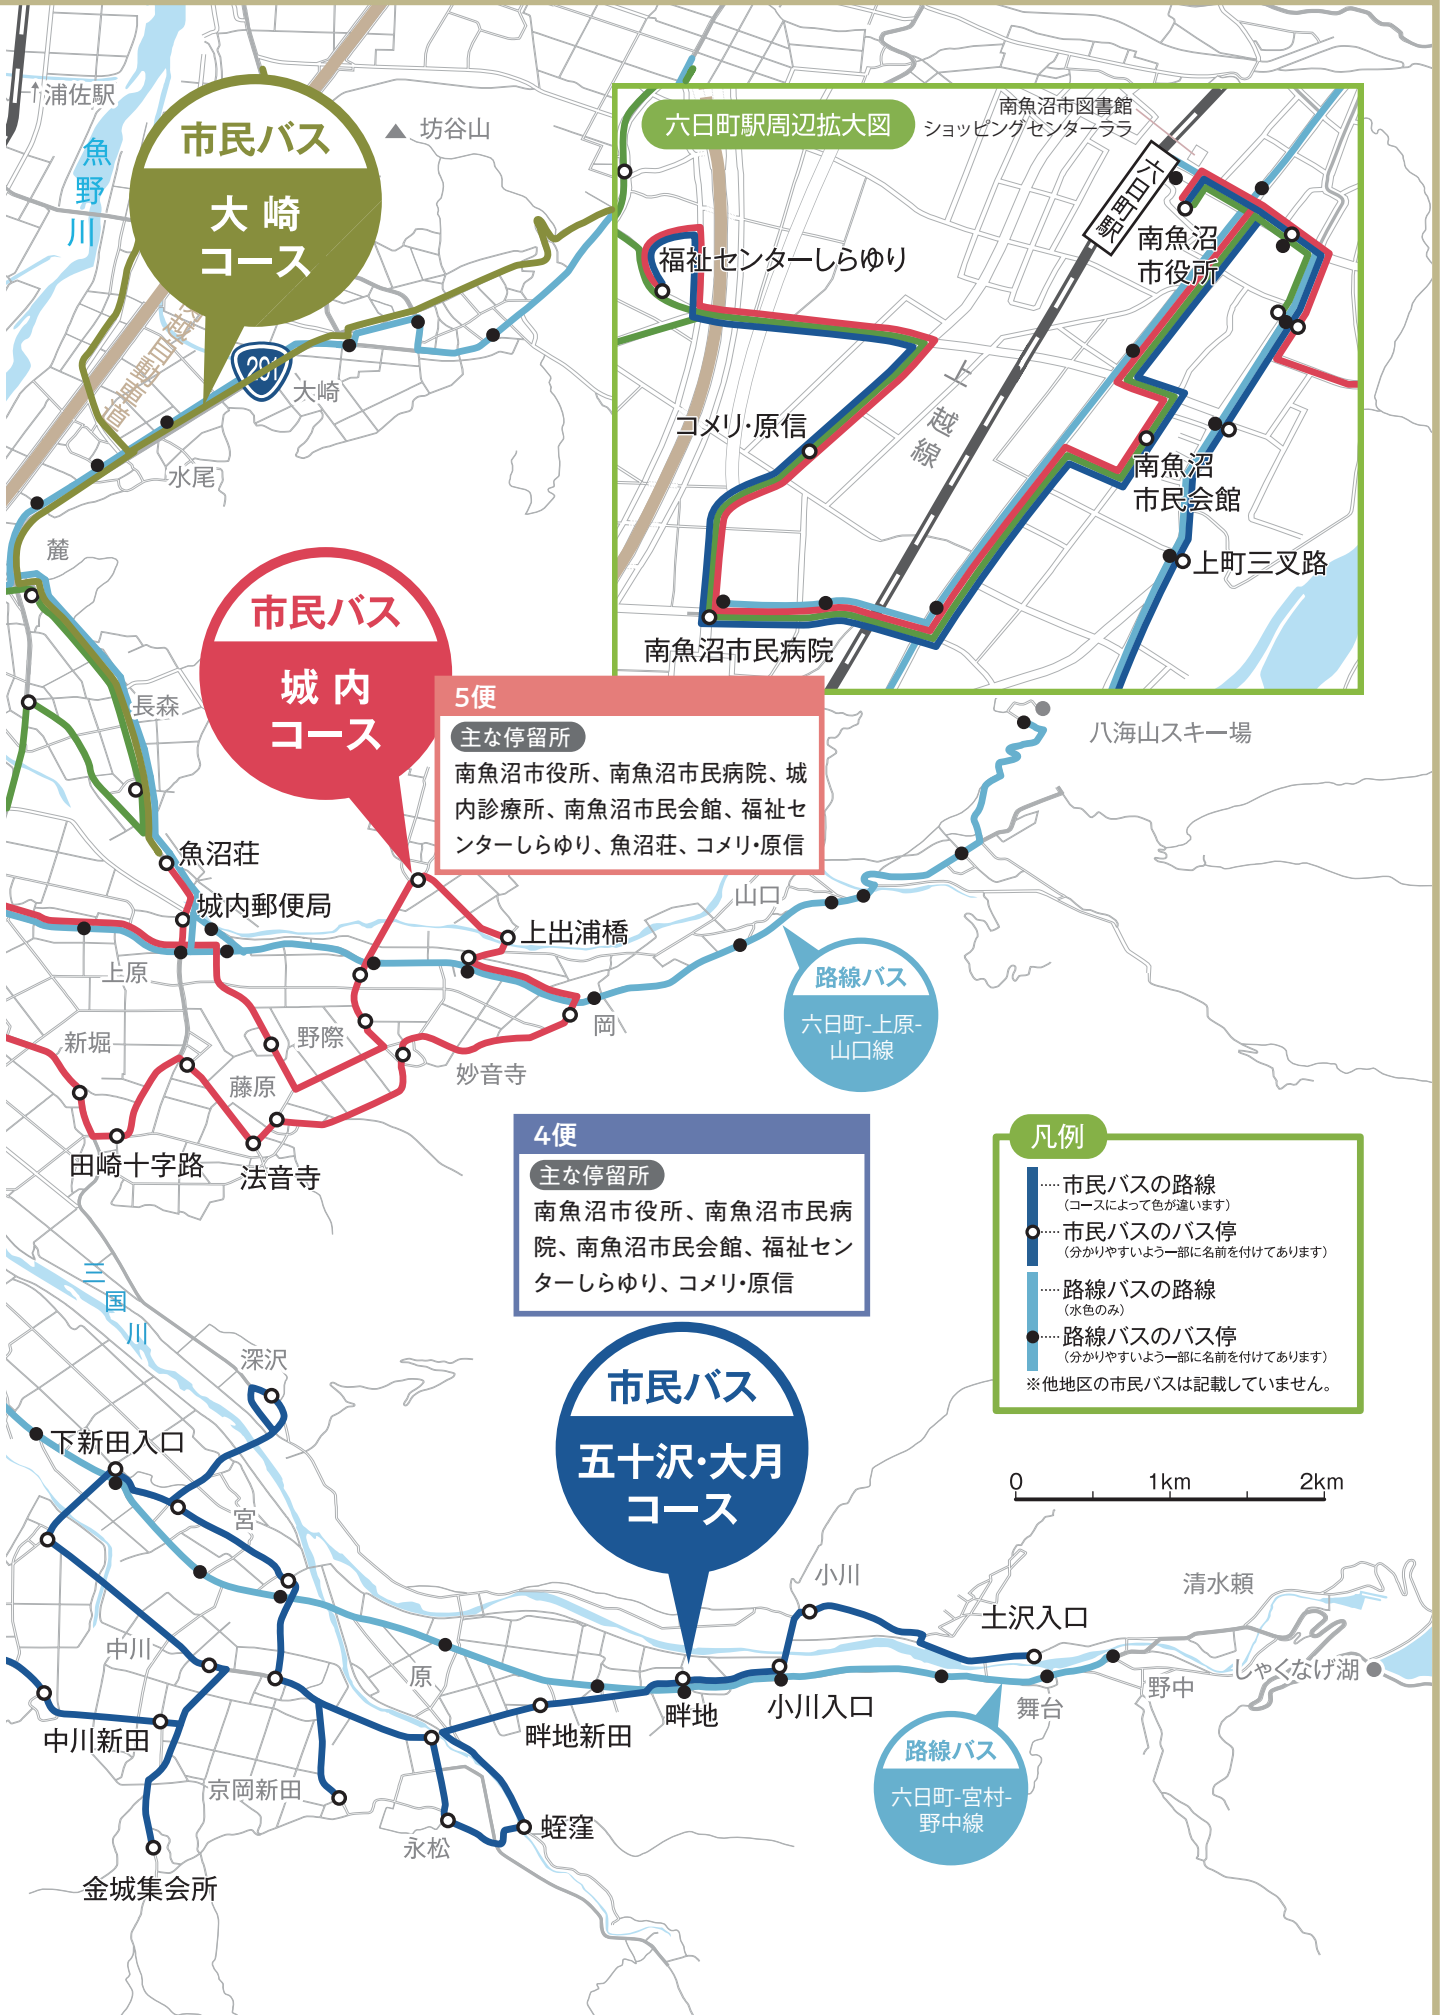 ↑浦佐駅
魚野川
市民バス
大崎
コース
坊谷山
関越自動車道
291
大崎
水尾
麓
六日町駅周辺拡大図
南魚沼市図書館
ショッピングセンターララ
六日町駅
南魚沼
市役所
福祉センターしらゆり
上越線
コメリ・原信
南魚沼
市民会館
上町三叉路
南魚沼市民病院
市民バス
城内
コース
長森
5便
主な停留所
南魚沼市役所、南魚沼市民病院、城
内診療所、南魚沼市民会館、福祉セ
ンターしらゆり、魚沼荘、コメリ・原信
八海山スキー場
魚沼荘
城内郵便局
山口
上出浦橋
上原
路線バス
六日町-上原-
山口線
新堀
野際
岡
藤原
妙音寺
田崎十字路
法音寺
4便
主な停留所
南魚沼市役所、南魚沼市民病
院、南魚沼市民会館、福祉セン
ターしらゆり、コメリ・原信
凡例
市民バスの路線
(コースによって色が違います)
市民バスのバス停
(分かりやすいよう一部に名前を付けてあります)
路線バスの路線
(水色のみ)
路線バスのバス停
(分かりやすいよう一部に名前を付けてあります)
※他地区の市民バスは記載していません。
三国川
深沢
市民バス
五十沢・大月
コース
下新田入口
0
1km
2km
宮
小川
清水瀬
土沢入口
中川
原
しゃくなげ湖
野中
舞台
中川新田
畔地新田
畔地
小川入口
路線バス
六日町-宮村-
野中線
京岡新田
永松
蛭窪
金城集会所